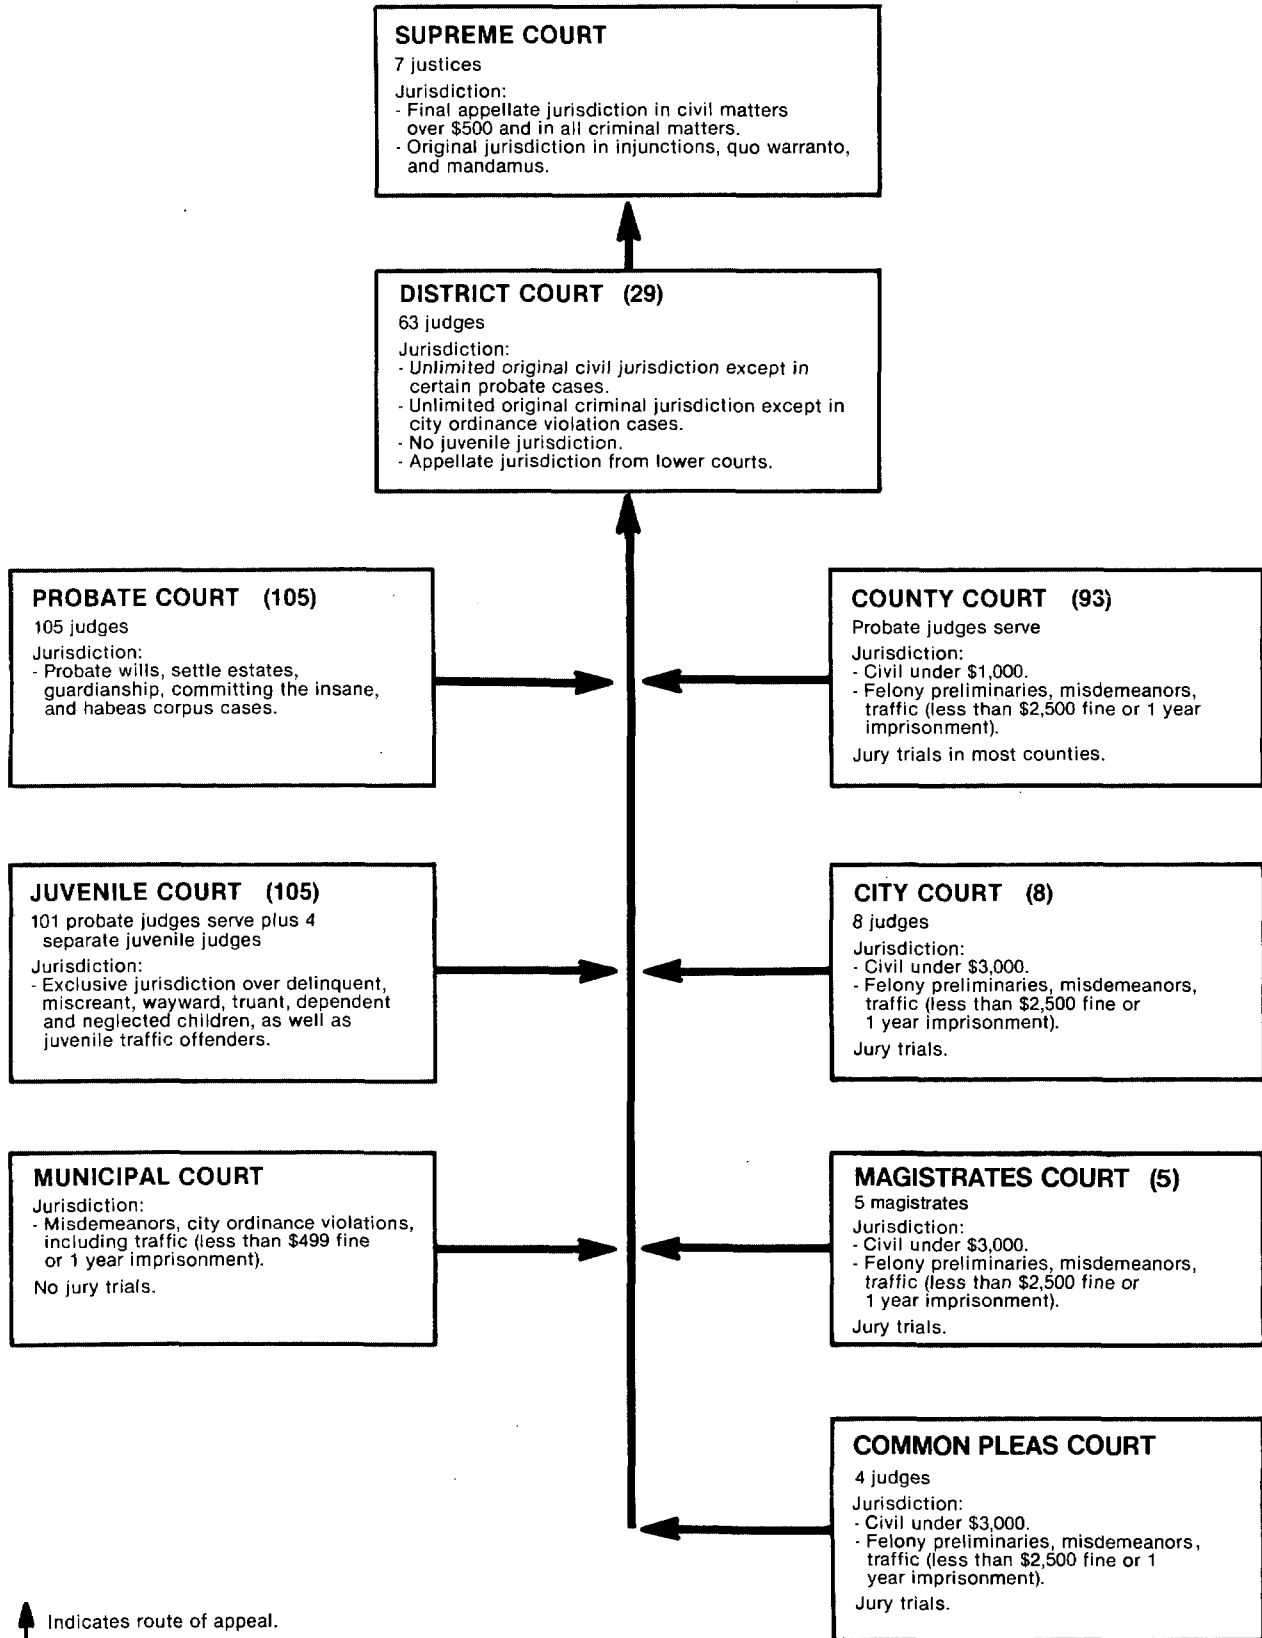 SUPREME COURT
7 justices
Jurisdiction:
- Final appellate jurisdiction in civil matters
over $500 and in all criminal matters.
- Original jurisdiction in injunctions, quo warranto,
and mandamus.
DISTRICT COURT (29)
63 judges
Jurisdiction:
- Unlimited original civil jurisdiction except in
certain probate cases.
- Unlimited original criminal jurisdiction except in
city ordinance violation cases.
- No juvenile jurisdiction.
- Appellate jurisdiction from lower courts.
PROBATE COURT (105)
105 judges
Jurisdiction:
- Probate wills, settle estates,
guardianship, committing the insane,
and habeas corpus cases.
COUNTY COURT (93)
Probate judges serve
Jurisdiction:
- Civil under $1,000.
- Felony preliminaries, misdemeanors,
traffic (less than $2,500 fine or 1 year
imprisonment).
Jury trials in most counties.
JUVENILE COURT (105)
101 probate judges serve plus 4
separate juvenile judges
Jurisdiction:
- Exclusive jurisdiction over delinquent,
miscreant, wayward, truant, dependent
and neglected children, as well as
juvenile traffic offenders.
CITY COURT (8)
8 judges
Jurisdiction:
- Civil under $3,000.
- Felony preliminaries, misdemeanors,
traffic (less than $2,500 fine or
1 year imprisonment).
Jury trials.
MUNICIPAL COURT
Jurisdiction:
- Misdemeanors, city ordinance violations,
including traffic (less than $499 fine
or 1 year imprisonment).
No jury trials.
MAGISTRATES COURT (5)
5 magistrates
Jurisdiction:
- Civil under $3,000.
- Felony preliminaries, misdemeanors,
traffic (less than $2,500 fine or
1 year imprisonment).
Jury trials.
COMMON PLEAS COURT
4 judges
Jurisdiction:
- Civil under $3,000.
- Felony preliminaries, misdemeanors,
traffic (less than $2,500 fine or 1
year imprisonment).
Jury trials.
Indicates route of appeal.